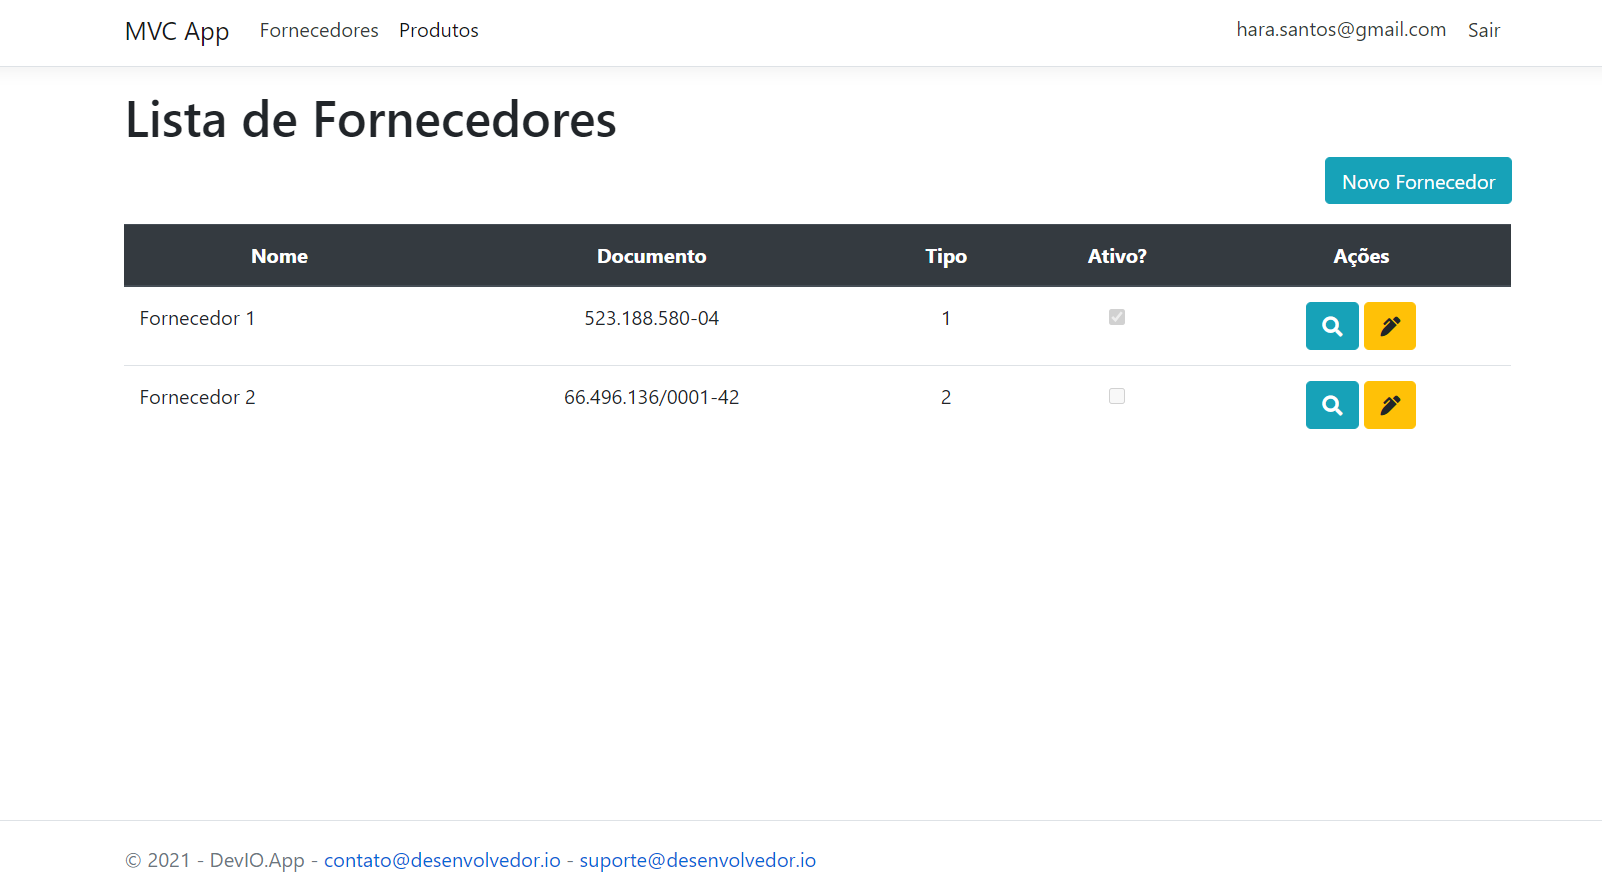 MVC App Fornecedores Produtos hara.santos@gmail.com Sair
Lista de Fornecedores
Novo Fornecedor
Nome Documento Tipo Ativo? Ações
Fornecedor 1 523.188.580-04 1
Fornecedor 2 66.496.136/0001-42 2
© 2021 - DevIO.App - contato@desenvolvedor.io - suporte@desenvolvedor.io